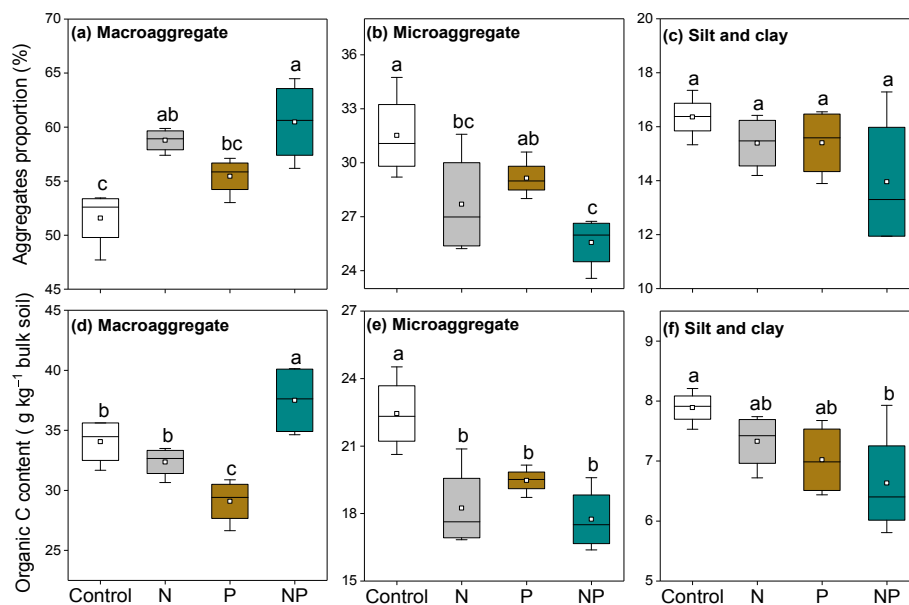 Aggregates proportion (%)
(a) Macroaggregate
70
65
60
55
50
45
c
ab
bc
a
(b) Microaggregate
36
33
30
27
24
a
bc
ab
c
(c) Silt and clay
20
18
16
14
12
10
a
a
a
a
Organic C content ( g kg⁻¹ bulk soil)
(d) Macroaggregate
45
40
35
30
25
b
b
c
a
Control N P NP
(e) Microaggregate
27
24
21
18
15
a
b
b
b
Control N P NP
(f) Silt and clay
9
8
7
6
5
a
ab
ab
b
Control N P NP